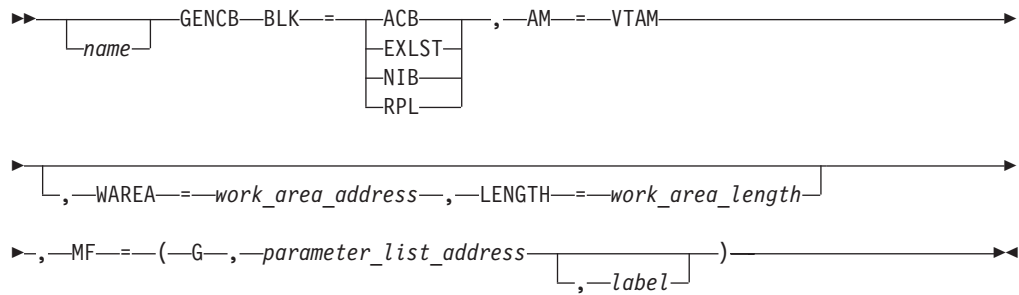 name GENCB BLK = ACB , AM = VTAM
EXLST
NIB
RPL
, WAREA = work_area_address , LENGTH = work_area_length
, MF = ( G , parameter_list_address , label )